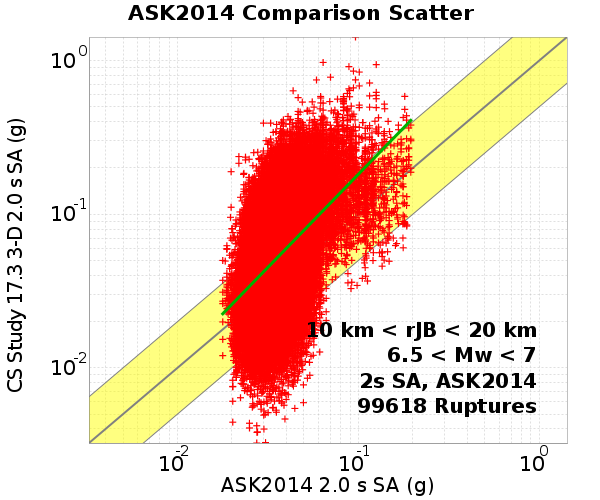 ASK2014 Comparison Scatter
CS Study 17.3 3-D 2.0 s SA (g)
10⁰
10⁻¹
10⁻²
10 km < rJB < 20 km
6.5 < Mw < 7
2s SA, ASK2014
99618 Ruptures
10⁻² 10⁻¹ 10⁰
ASK2014 2.0 s SA (g)